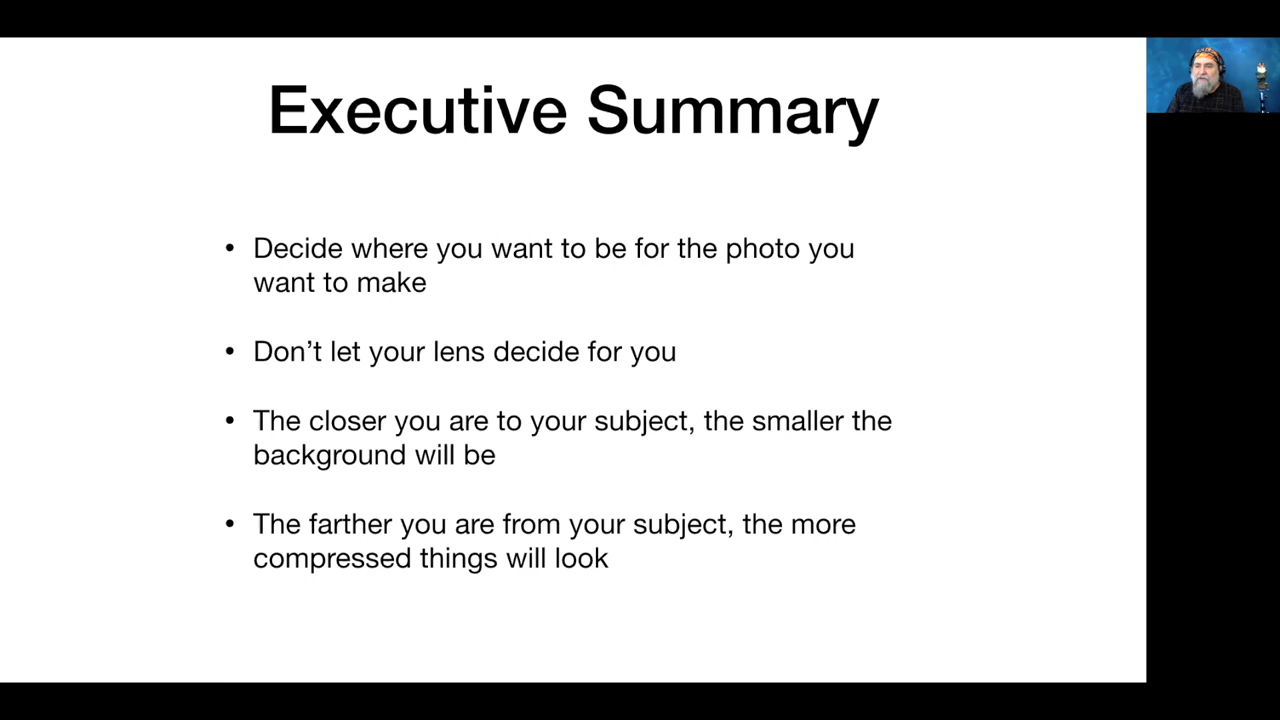 Executive Summary
• Decide where you want to be for the photo you
want to make
• Don’t let your lens decide for you
• The closer you are to your subject, the smaller the
background will be
• The farther you are from your subject, the more
compressed things will look